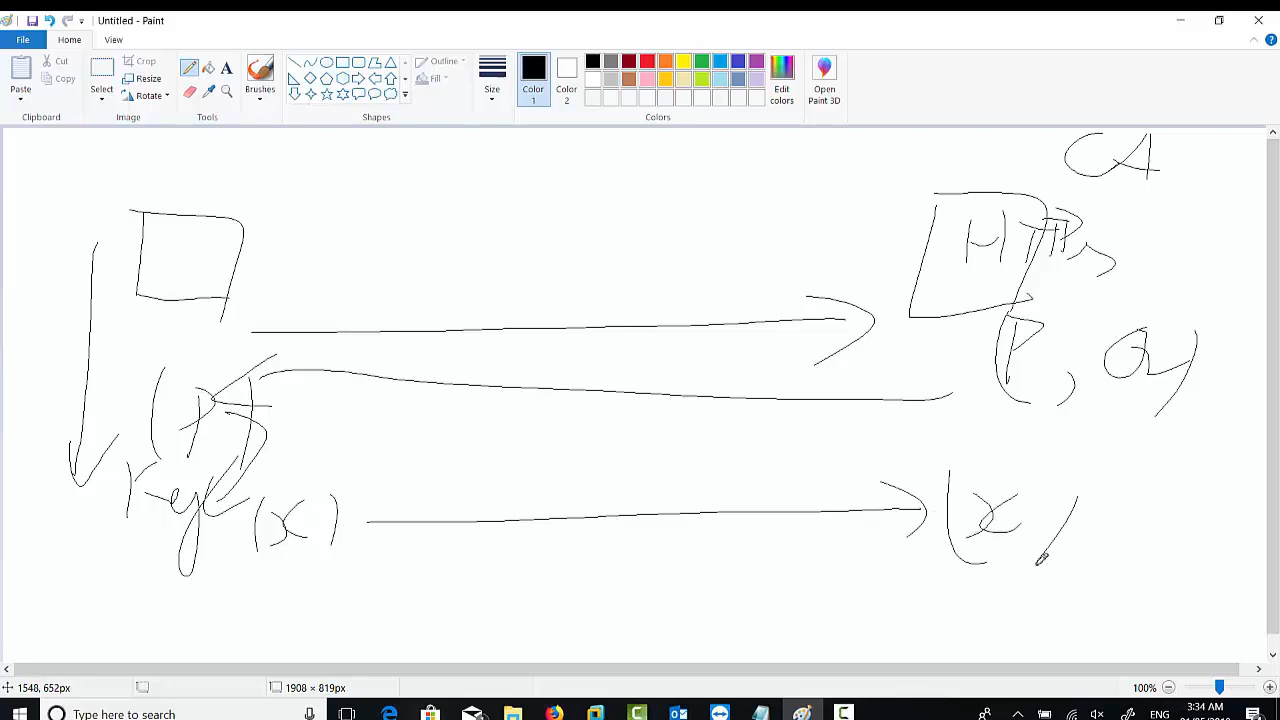 Untitled - Paint
File Home View
Paste Cut Copy
Clipboard
Select Crop Resize Rotate
Image
Tools
Brushes
Outline Fill
Shapes
Size
Color 1 Color 2
Edit colors
Colors
Open Paint 3D
CA
HTTPs
(P, Q)
(P)
Key
(x)
(x)
1548, 652px 1908 × 819px 100%
Type here to search
ENG
3:34 AM